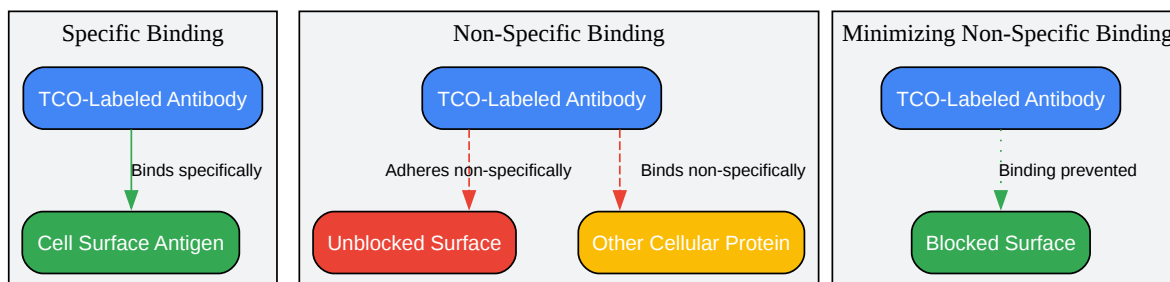 Specific Binding
TCO-Labeled Antibody
Binds specifically
Cell Surface Antigen
Non-Specific Binding
TCO-Labeled Antibody
Adheres non-specifically
Binds non-specifically
Unblocked Surface
Other Cellular Protein
Minimizing Non-Specific Binding
TCO-Labeled Antibody
Binding prevented
Blocked Surface